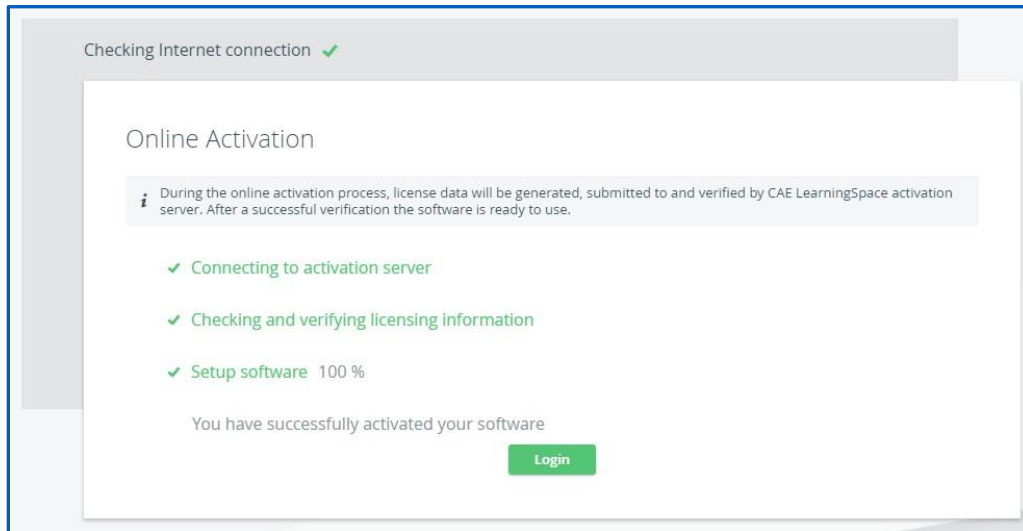 Checking Internet connection
Online Activation
i During the online activation process, license data will be generated, submitted to and verified by CAE LearningSpace activation
server. After a successful verification the software is ready to use.
Connecting to activation server
Checking and verifying licensing information
Setup software 100 %
You have successfully activated your software
Login